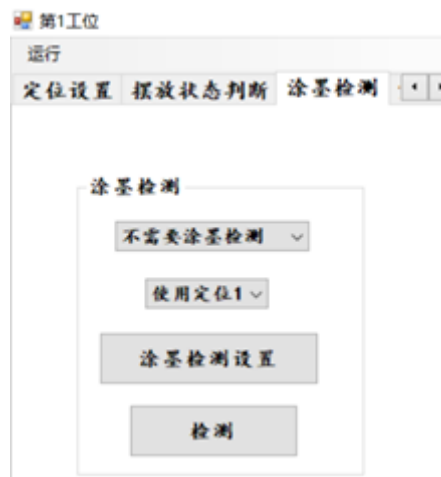 第1工位
运行
定位设置 摆放状态判断 涂墨检测
涂墨检测
不需要涂墨检测
使用定位1
涂墨检测设置
检测